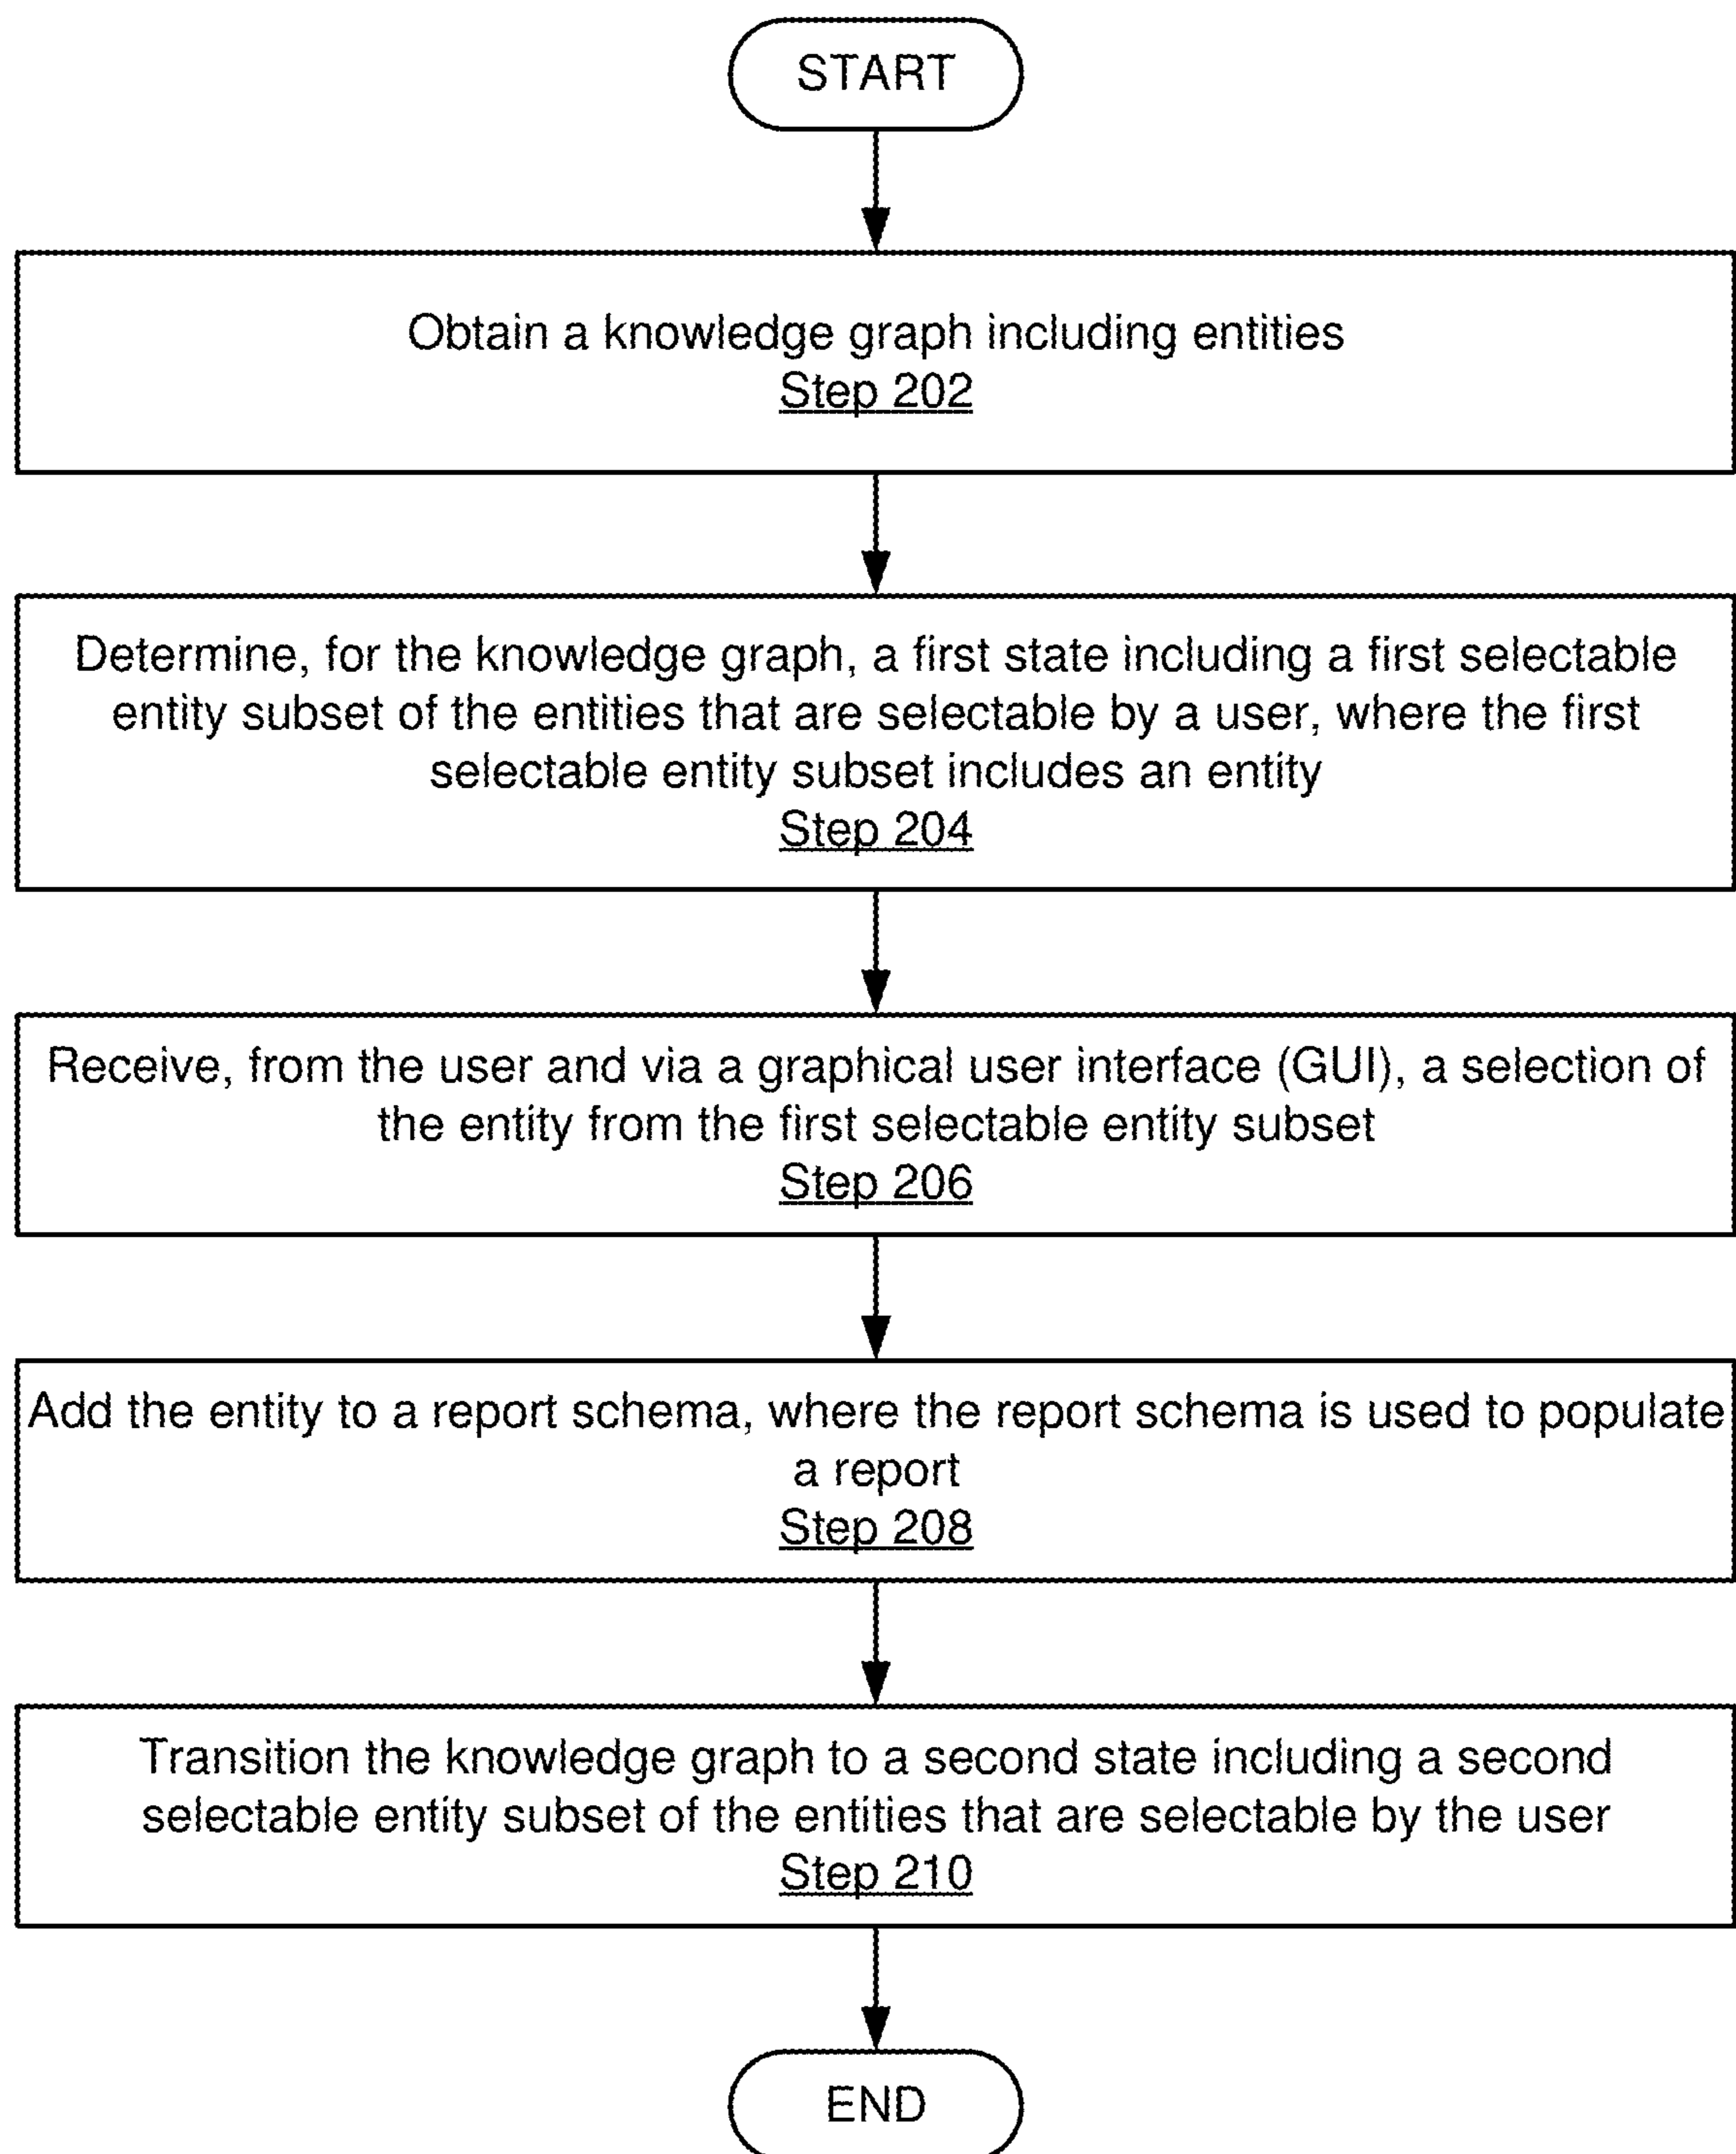 START
Obtain a knowledge graph including entities
Step 202
Determine, for the knowledge graph, a first state including a first selectable
entity subset of the entities that are selectable by a user, where the first
selectable entity subset includes an entity
Step 204
Receive, from the user and via a graphical user interface (GUI), a selection of
the entity from the first selectable entity subset
Step 206
Add the entity to a report schema, where the report schema is used to populate
a report
Step 208
Transition the knowledge graph to a second state including a second
selectable entity subset of the entities that are selectable by the user
Step 210
END